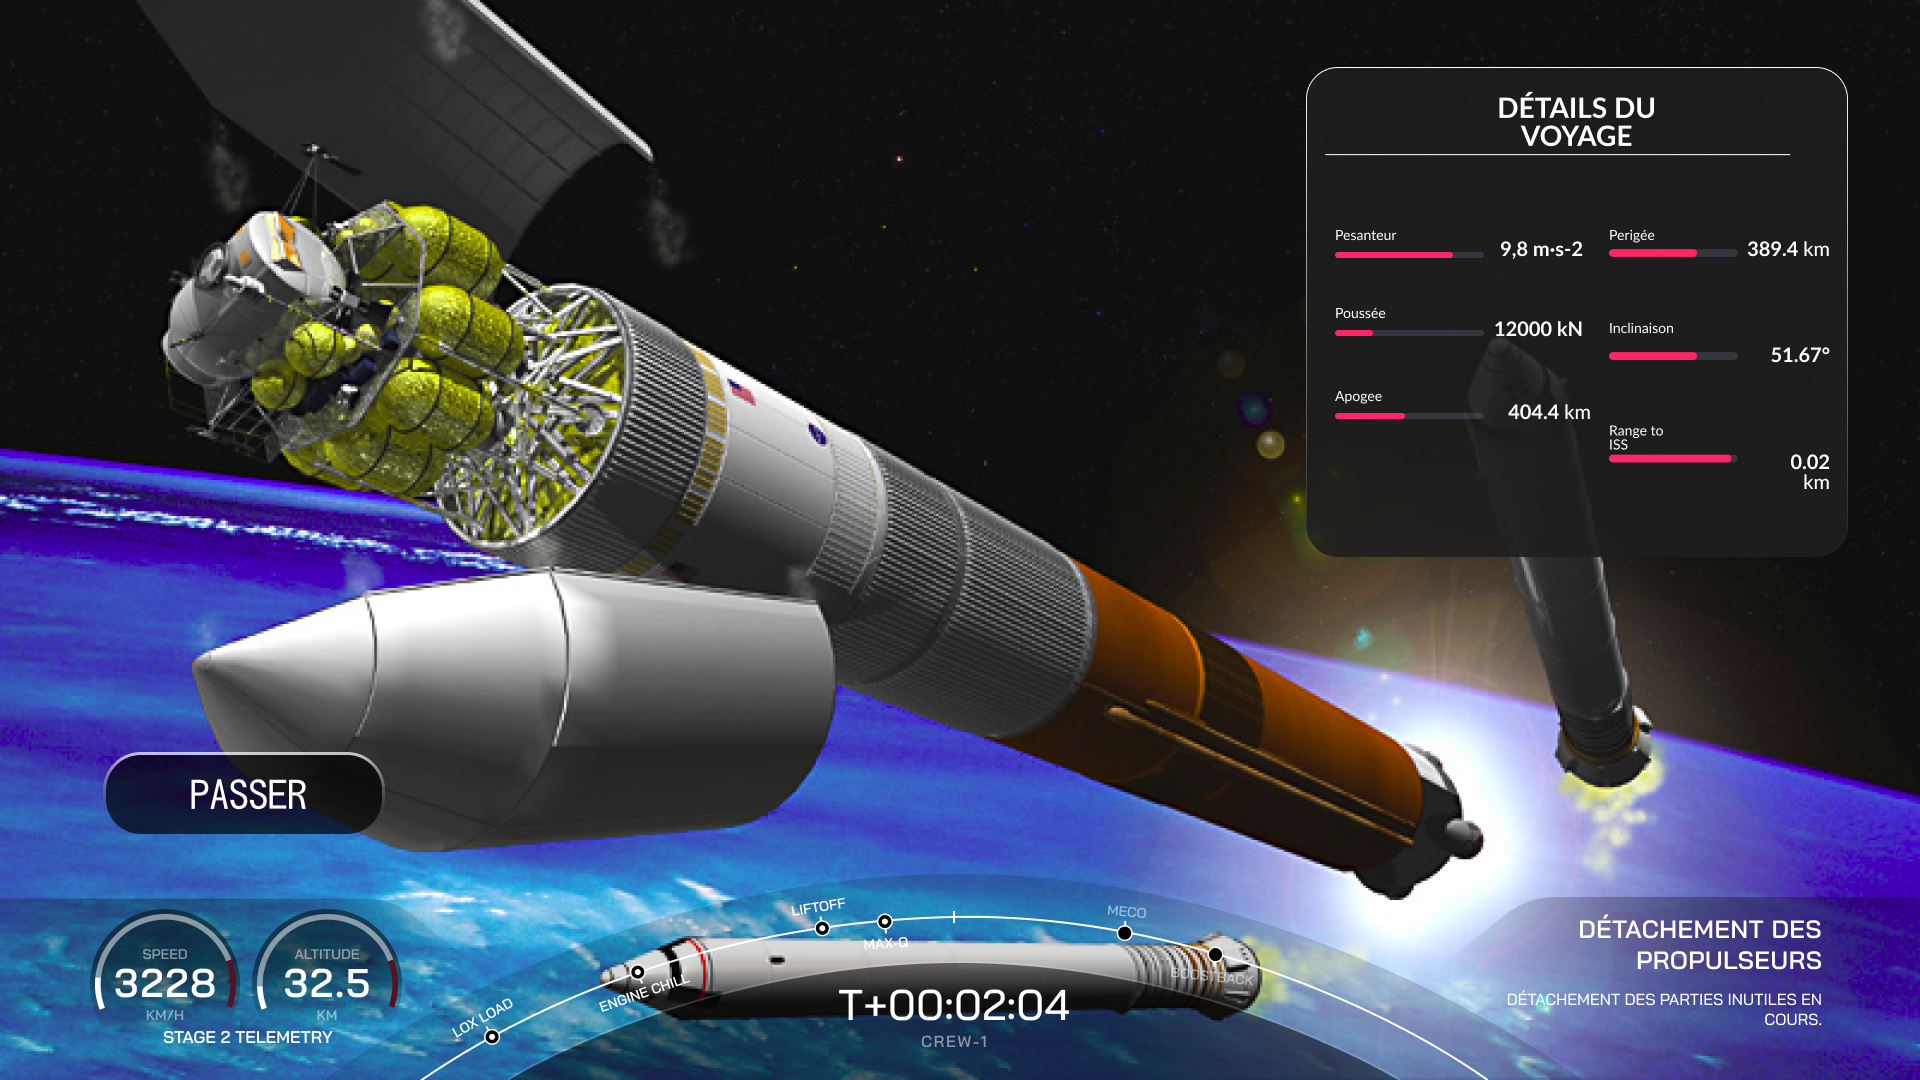 DÉTAILS DU
VOYAGE
Pesanteur
9,8 m·s-2
Perigée
389.4 km
Poussée
12000 kN
Inclinaison
51.67°
Apogee
404.4 km
Range to
ISS
0.02
km
PASSER
SPEED
3228
KM/H
ALTITUDE
32.5
KM
STAGE 2 TELEMETRY
LOX LOAD
ENGINE CHILL
LIFTOFF
MAX-Q
MECO
BOOSTBACK
T+00:02:04
CREW-1
DÉTACHEMENT DES
PROPULSEURS
DÉTACHEMENT DES PARTIES INUTILES EN
COURS.